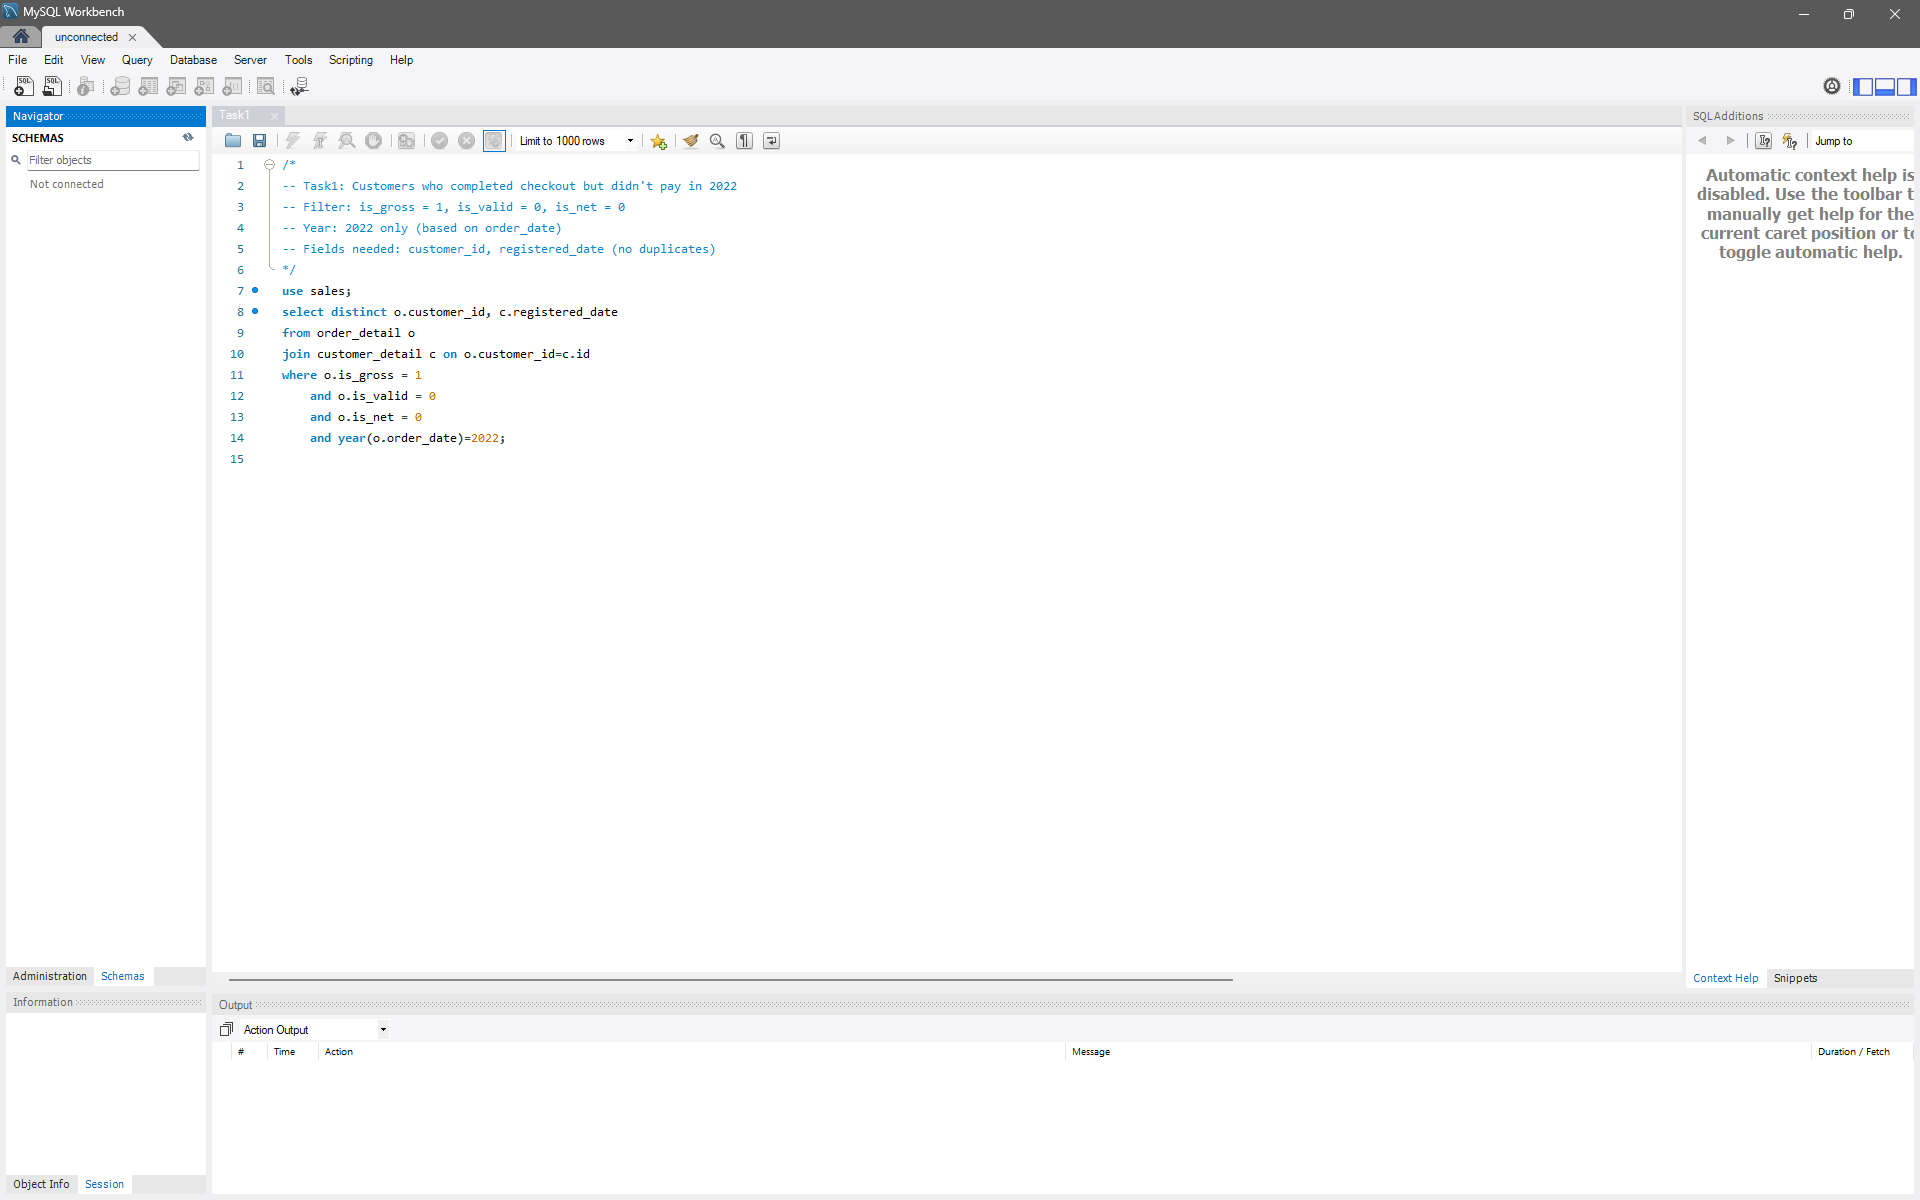 MySQL Workbench
unconnected
File Edit View Query Database Server Tools Scripting Help
Navigator
SCHEMAS
Filter objects
Not connected
Administration Schemas
Information
Object Info Session
Task1
Limit to 1000 rows
1 /*
2 -- Task1: Customers who completed checkout but didn't pay in 2022
3 -- Filter: is_gross = 1, is_valid = 0, is_net = 0
4 -- Year: 2022 only (based on order_date)
5 -- Fields needed: customer_id, registered_date (no duplicates)
6 */
7 use sales;
8 select distinct o.customer_id, c.registered_date
9 from order_detail o
10 join customer_detail c on o.customer_id=c.id
11 where o.is_gross = 1
12 and o.is_valid = 0
13 and o.is_net = 0
14 and year(o.order_date)=2022;
15
SQLAdditions
Jump to
Automatic context help is
disabled. Use the toolbar t
manually get help for the
current caret position or to
toggle automatic help.
Context Help Snippets
Output
Action Output
# Time Action Message Duration / Fetch